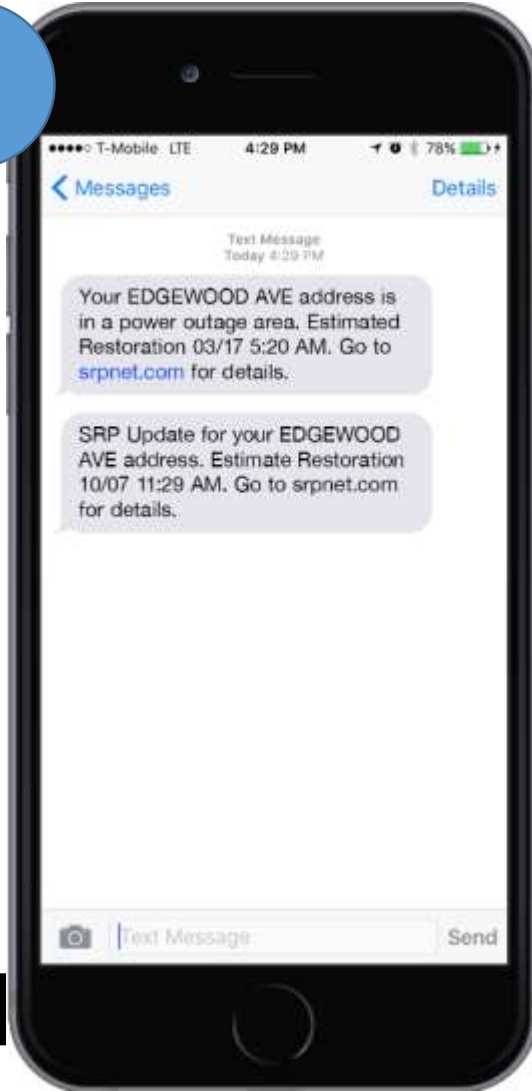 T-Mobile LTE 4:29 PM 78%
Messages Details
Text Message
Today 4:29 PM
Your EDGEWOOD AVE address is
in a power outage area. Estimated
Restoration 03/17 5:20 AM. Go to
srpnet.com for details.
SRP Update for your EDGEWOOD
AVE address. Estimate Restoration
10/07 11:29 AM. Go to srpnet.com
for details.
Text Message Send